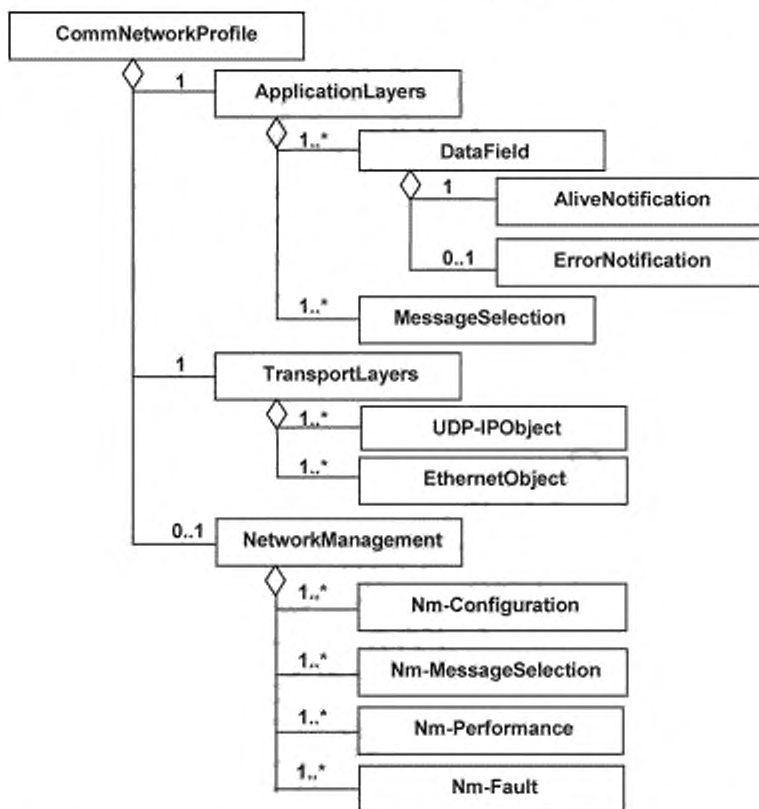 CommNetworkProfile
1
ApplicationLayers
1..*
DataField
1
AliveNotification
0..1
ErrorNotification
1..*
MessageSelection
1
TransportLayers
1..*
UDP-IPObject
1..*
EthernetObject
0..1
NetworkManagement
1..*
Nm-Configuration
1..*
Nm-MessageSelection
1..*
Nm-Performance
1..*
Nm-Fault